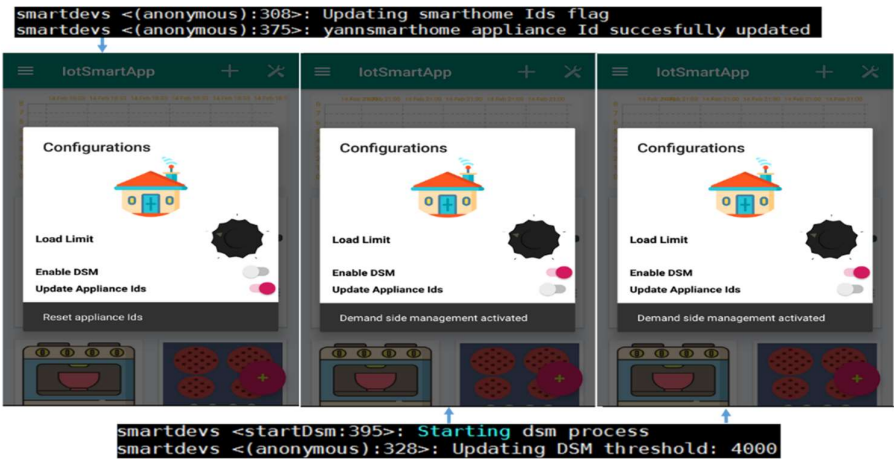 smartdevs <(anonymous):308>: Updating smarthome Ids flag
smartdevs <(anonymous):375>: yannsmarthome appliance Id succesfully updated
IotSmartApp
Configurations
Load Limit
Enable DSM
Update Appliance Ids
Reset appliance Ids
IotSmartApp
Configurations
Load Limit
Enable DSM
Update Appliance Ids
Demand side management activated
IotSmartApp
Configurations
Load Limit
Enable DSM
Update Appliance Ids
Demand side management activated
smartdevs <startDsm:395>: Starting dsm process
smartdevs <(anonymous):328>: Updating DSM threshold: 4000